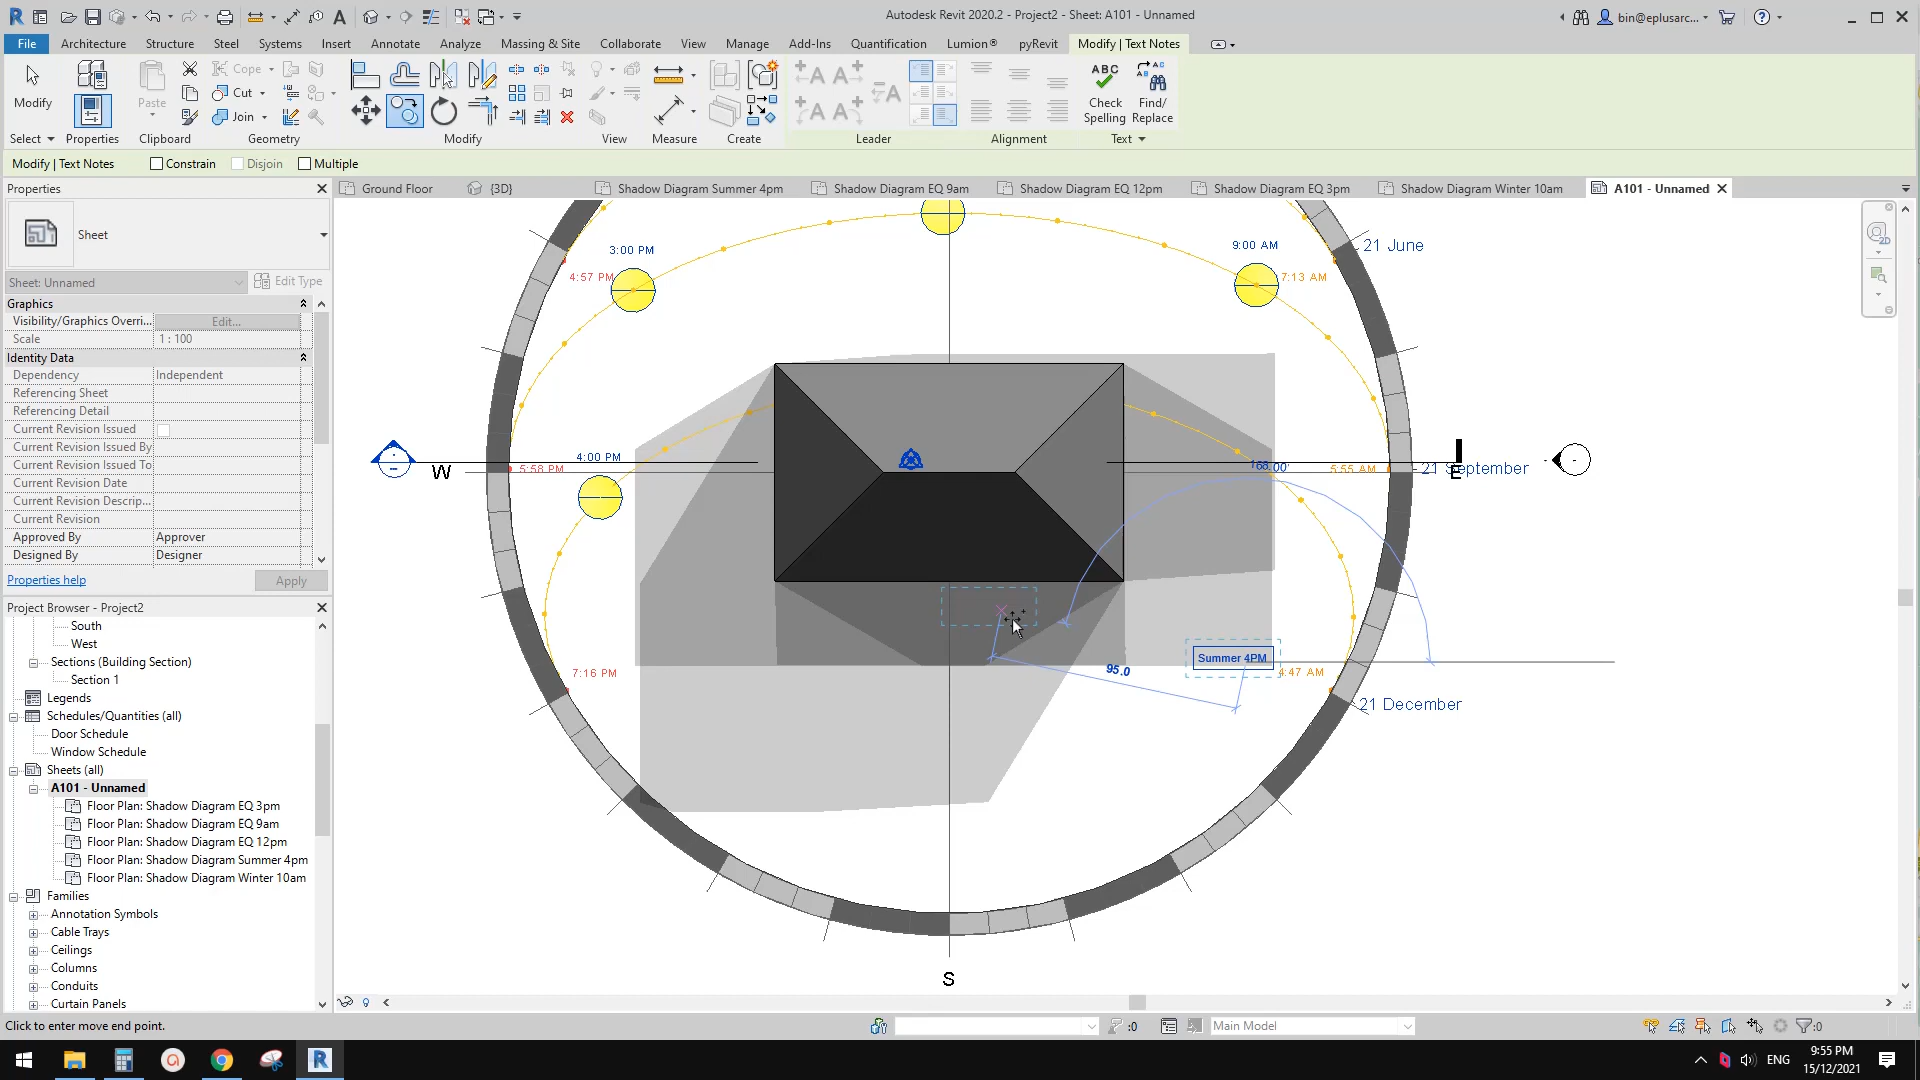 Autodesk Revit 2020.2 - Project2 - Sheet: A101 - Unnamed
bin@eplusarc...
File Architecture Structure Steel Systems Insert Annotate Analyze Massing & Site Collaborate View Manage Add-Ins Quantification Lumion® pyRevit Modify | Text Notes
Modify
Paste
Cope
Cut
Join
ABC
Check
Spelling
Find/
Replace
Select Properties Clipboard Geometry Modify View Measure Create Leader Alignment Text
Modify | Text Notes Constrain Disjoin Multiple
Properties
Ground Floor {3D} Shadow Diagram Summer 4pm Shadow Diagram EQ 9am Shadow Diagram EQ 12pm Shadow Diagram EQ 3pm Shadow Diagram Winter 10am A101 - Unnamed
Sheet
Sheet: Unnamed Edit Type
Graphics
Visibility/Graphics Overri... Edit...
Scale 1 : 100
Identity Data
Dependency Independent
Referencing Sheet
Referencing Detail
Current Revision Issued
Current Revision Issued By
Current Revision Issued To
Current Revision Date
Current Revision Descrip...
Current Revision
Approved By Approver
Designed By Designer
Properties help Apply
Project Browser - Project2
South
West
Sections (Building Section)
Section 1
Legends
Schedules/Quantities (all)
Door Schedule
Window Schedule
Sheets (all)
A101 - Unnamed
Floor Plan: Shadow Diagram EQ 3pm
Floor Plan: Shadow Diagram EQ 9am
Floor Plan: Shadow Diagram EQ 12pm
Floor Plan: Shadow Diagram Summer 4pm
Floor Plan: Shadow Diagram Winter 10am
Families
Annotation Symbols
Cable Trays
Ceilings
Columns
Conduits
Curtain Panels
3:00 PM
4:57 PM
9:00 AM
7:13 AM
21 June
4:00 PM
W
5:58 PM
168.00°
5:55 AM
E
21 September
Summer 4PM
95.0
7:16 PM
4:47 AM
21 December
S
Click to enter move end point.
:0
Main Model
:0
2D
ENG
9:55 PM
15/12/2021